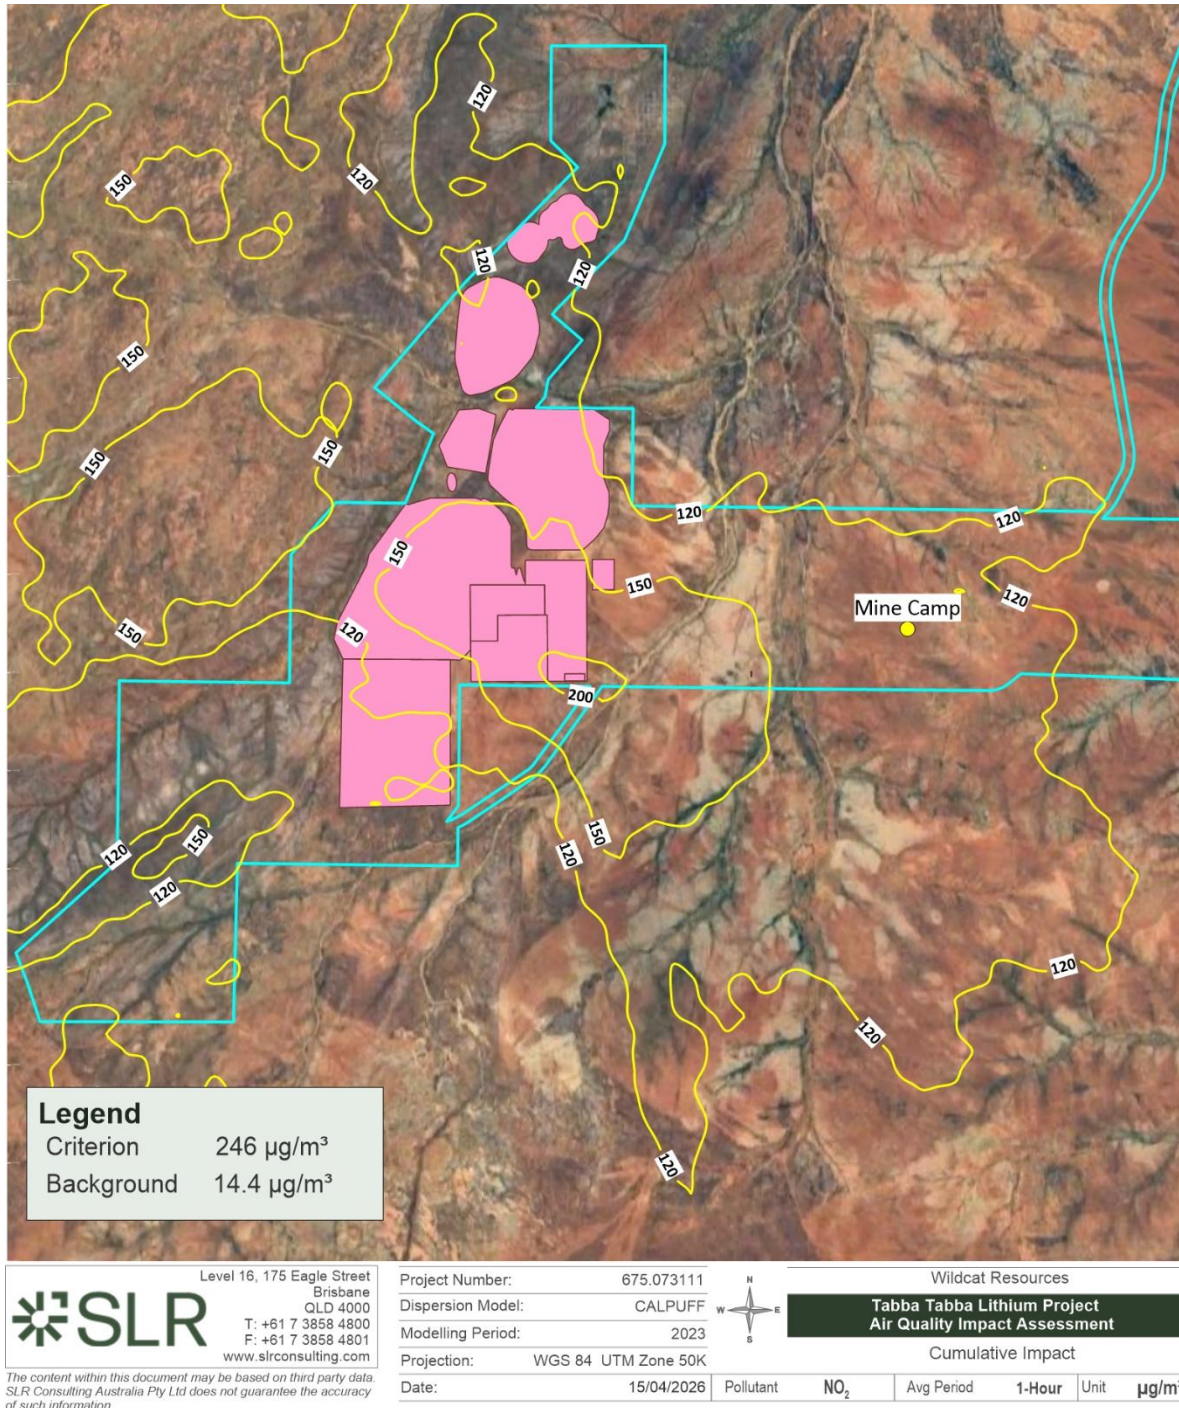 120
150
120
120
120
150
150
150
120
120
150
150
120
150
Mine Camp
120
120
200
150
120
150
120
120
120
120
120
Legend
Criterion 246 µg/m³
Background 14.4 µg/m³
SLR
Level 16, 175 Eagle Street
Brisbane
QLD 4000
T: +61 7 3858 4800
F: +61 7 3858 4801
www.slrconsulting.com
The content within this document may be based on third party data.
SLR Consulting Australia Pty Ltd does not guarantee the accuracy
of such information
Project Number: 675.073111
Dispersion Model: CALPUFF
Modelling Period: 2023
Projection: WGS 84 UTM Zone 50K
Date: 15/04/2026
N
W E
S
Wildcat Resources
Tabba Tabba Lithium Project
Air Quality Impact Assessment
Cumulative Impact
Pollutant NO₂ Avg Period 1-Hour Unit µg/m³